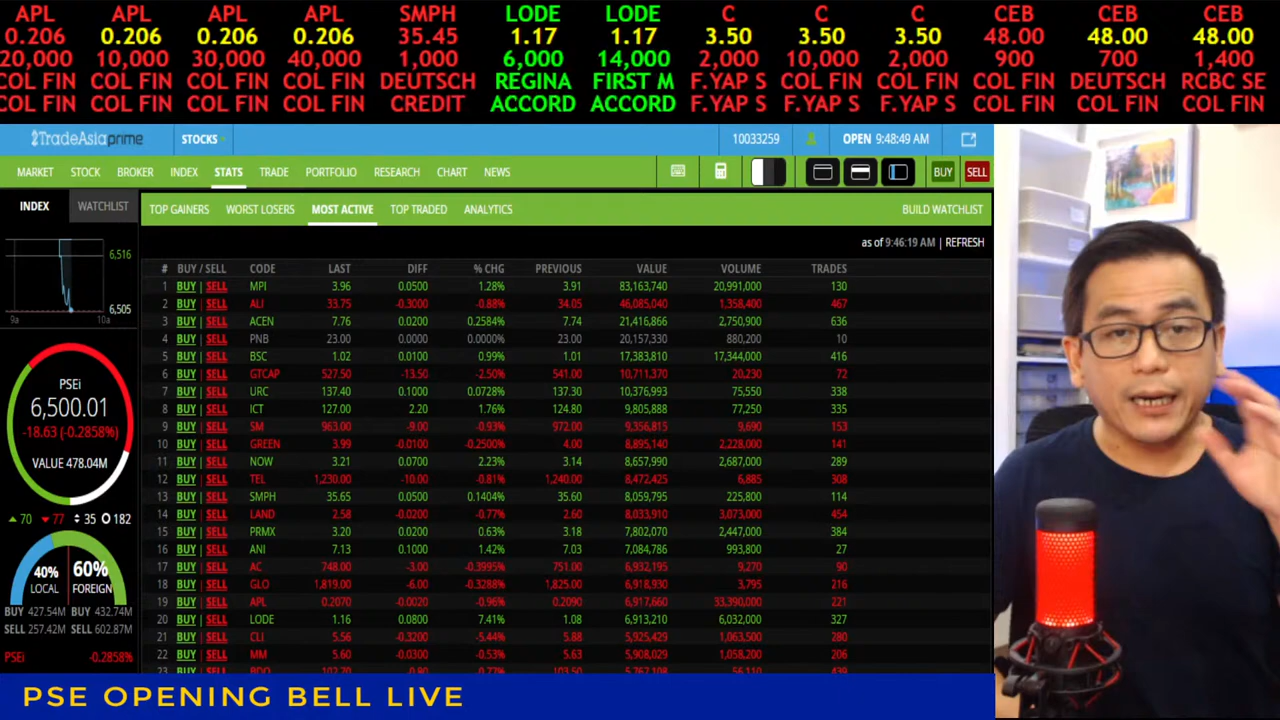 APL APL APL APL SMPH LODE LODE C C C CEB CEB CEB
0.206 0.206 0.206 0.206 35.45 1.17 1.17 3.50 3.50 3.50 48.00 48.00 48.00
20,000 10,000 30,000 40,000 1,000 6,000 14,000 2,000 10,000 2,000 900 700 1,400
COL FIN COL FIN COL FIN COL FIN DEUTSCH REGINA FIRST M F.YAP S COL FIN COL FIN COL FIN DEUTSCH RCBC SE
COL FIN COL FIN COL FIN COL FIN CREDIT ACCORD ACCORD F.YAP S F.YAP S F.YAP S COL FIN COL FIN COL FIN
2TradeAsiaprime STOCKS 10033259 OPEN 9:48:49 AM
MARKET STOCK BROKER INDEX STATS TRADE PORTFOLIO RESEARCH CHART NEWS BUY SELL
INDEX WATCHLIST
TOP GAINERS WORST LOSERS MOST ACTIVE TOP TRADED ANALYTICS BUILD WATCHLIST
as of 9:46:19 AM | REFRESH
6,516
6,505
9a 10a
PSEi
6,500.01
-18.63 (-0.2858%)
VALUE 478.04M
70 77 35 182
40% 60%
LOCAL FOREIGN
BUY 427.54M BUY 432.74M
SELL 257.42M SELL 602.87M
PSEi -0.2858%
# BUY / SELL CODE LAST DIFF % CHG PREVIOUS VALUE VOLUME TRADES
1 BUY | SELL MPI 3.96 0.0500 1.28% 3.91 83,163,740 20,991,000 130
2 BUY | SELL ALI 33.75 -0.3000 -0.88% 34.05 46,085,040 1,358,400 467
3 BUY | SELL ACEN 7.76 0.0200 0.2584% 7.74 21,416,866 2,750,900 636
4 BUY | SELL PNB 23.00 0.0000 0.0000% 23.00 20,157,330 880,200 10
5 BUY | SELL BSC 1.02 0.0100 0.99% 1.01 17,383,810 17,344,000 416
6 BUY | SELL GTCAP 527.50 -13.50 -2.50% 541.00 10,711,370 20,230 72
7 BUY | SELL URC 137.40 0.1000 0.0728% 137.30 10,376,993 75,550 338
8 BUY | SELL ICT 127.00 2.20 1.76% 124.80 9,805,888 77,250 335
9 BUY | SELL SM 963.00 -9.00 -0.93% 972.00 9,356,815 9,690 153
10 BUY | SELL GREEN 3.99 -0.0100 -0.2500% 4.00 8,895,140 2,228,000 141
11 BUY | SELL NOW 3.21 0.0700 2.23% 3.14 8,657,990 2,687,000 289
12 BUY | SELL TEL 1,230.00 -10.00 -0.81% 1,240.00 8,472,425 6,885 308
13 BUY | SELL SMPH 35.65 0.0500 0.1404% 35.60 8,059,795 225,800 114
14 BUY | SELL LAND 2.58 -0.0200 -0.77% 2.60 8,033,910 3,073,000 454
15 BUY | SELL PRMX 3.20 0.0200 0.63% 3.18 7,802,070 2,447,000 384
16 BUY | SELL ANI 7.13 0.1000 1.42% 7.03 7,084,786 993,800 27
17 BUY | SELL AC 748.00 -3.00 -0.3995% 751.00 6,932,195 9,270 90
18 BUY | SELL GLO 1,819.00 -6.00 -0.3288% 1,825.00 6,918,930 3,795 216
19 BUY | SELL APL 0.2070 -0.0020 -0.96% 0.2090 6,917,660 33,390,000 221
20 BUY | SELL LODE 1.16 0.0800 7.41% 1.08 6,913,210 6,032,000 327
21 BUY | SELL CLI 5.56 -0.3200 -5.44% 5.88 5,925,429 1,063,500 280
22 BUY | SELL MM 5.60 -0.0300 -0.53% 5.63 5,908,029 1,058,200 206
23 BUY | SELL BDO 102.70 -0.80 -0.77% 103.50 5,767,108 56,110 439
PSE OPENING BELL LIVE